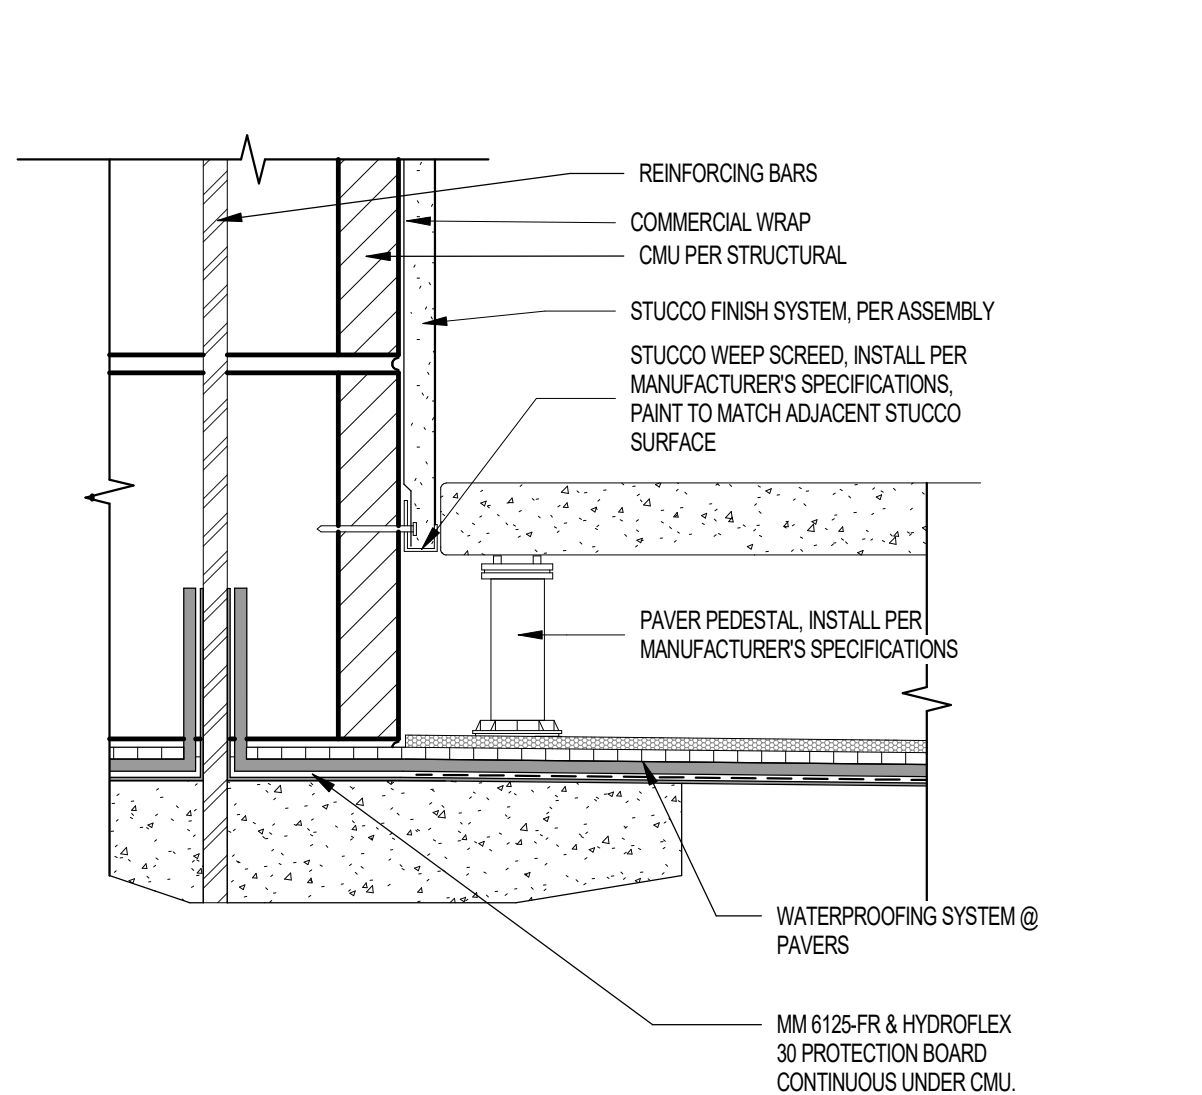 REINFORCING BARS
COMMERCIAL WRAP
CMU PER STRUCTURAL
STUCCO FINISH SYSTEM, PER ASSEMBLY
STUCCO WEEP SCREED, INSTALL PER
MANUFACTURER'S SPECIFICATIONS,
PAINT TO MATCH ADJACENT STUCCO
SURFACE
PAVER PEDESTAL, INSTALL PER
MANUFACTURER'S SPECIFICATIONS
WATERPROOFING SYSTEM @
PAVERS
MM 6125-FR & HYDROFLEX
30 PROTECTION BOARD
CONTINUOUS UNDER CMU.